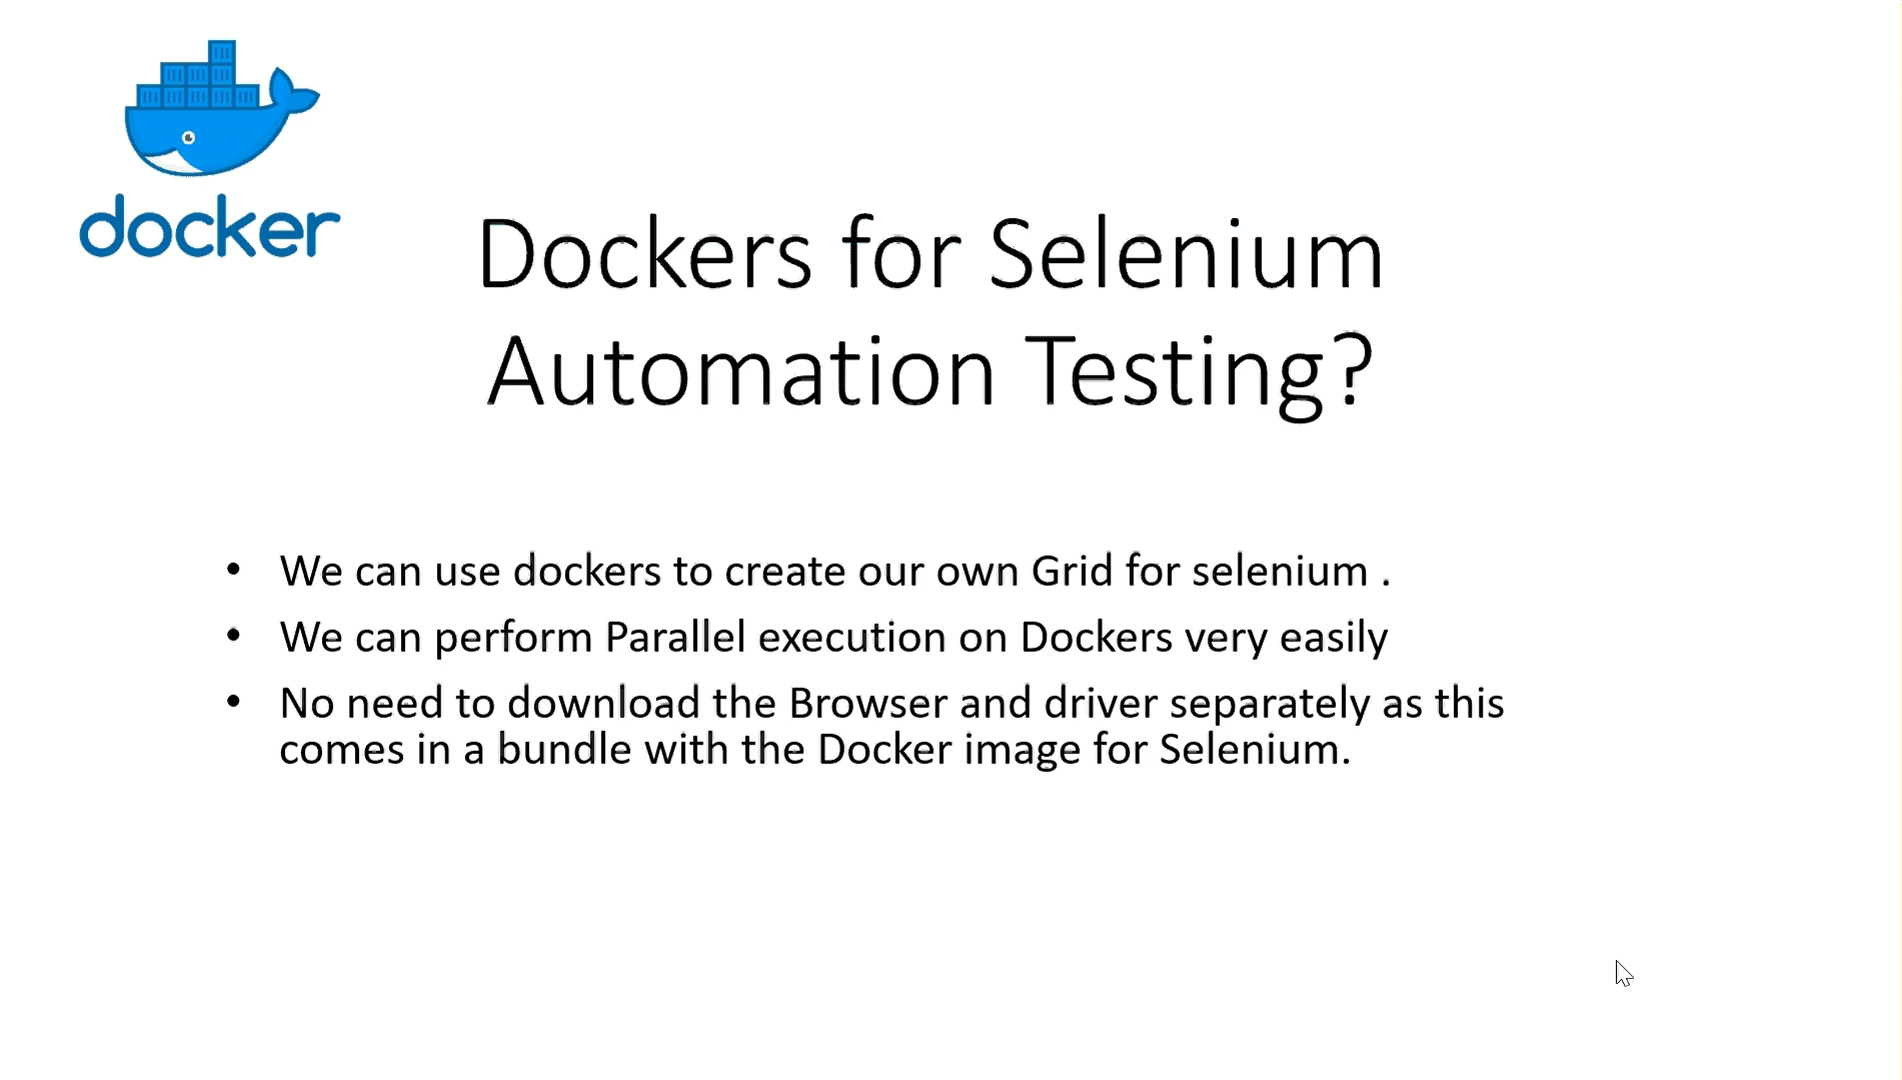 docker
Dockers for Selenium
Automation Testing?
• We can use dockers to create our own Grid for selenium .
• We can perform Parallel execution on Dockers very easily
• No need to download the Browser and driver separately as this
comes in a bundle with the Docker image for Selenium.